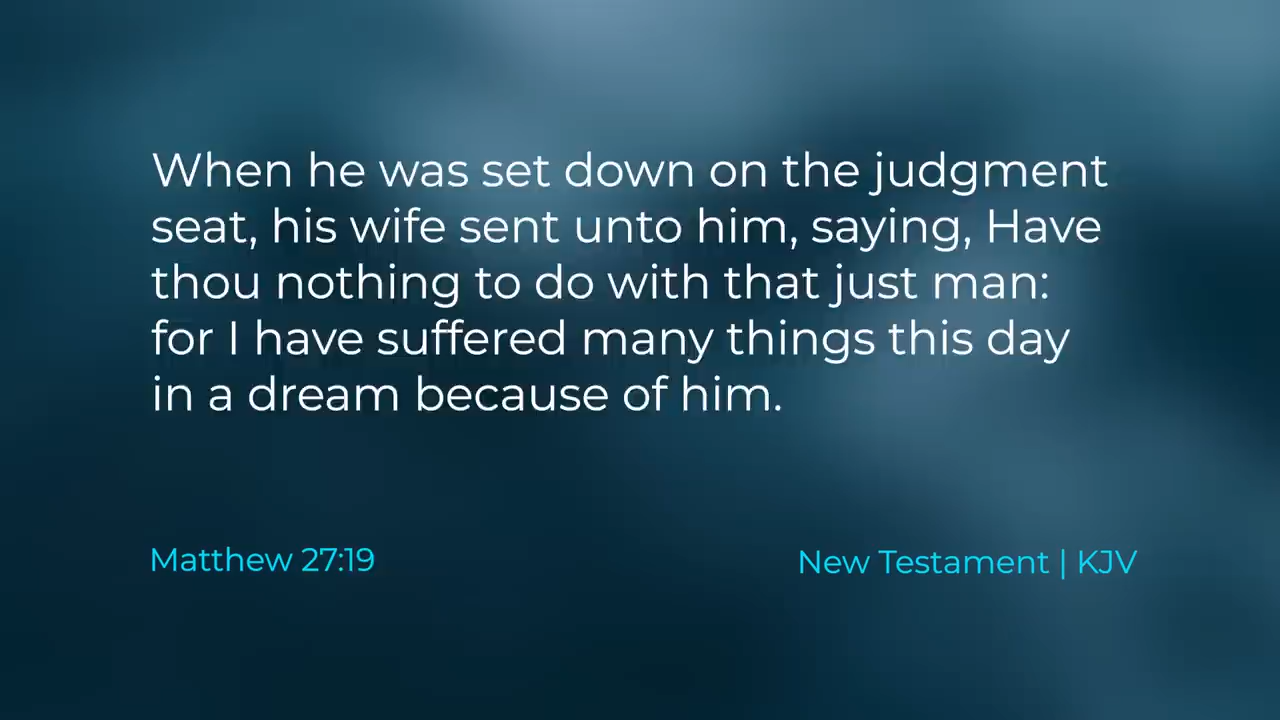 When he was set down on the judgment
seat, his wife sent unto him, saying, Have
thou nothing to do with that just man:
for I have suffered many things this day
in a dream because of him.
Matthew 27:19
New Testament | KJV